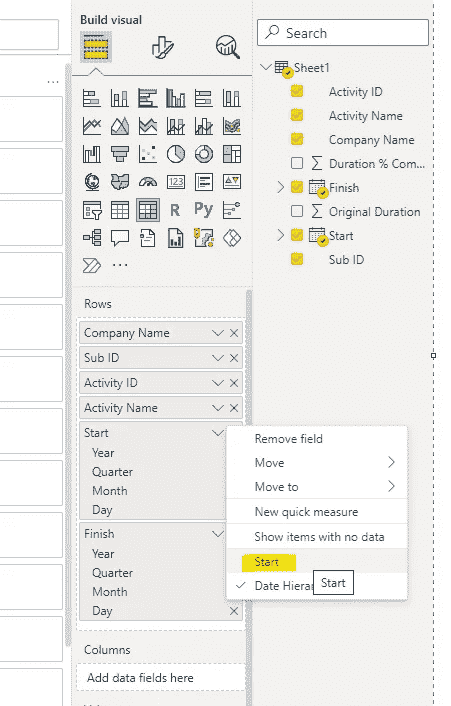 Build visual
Search
Sheet1
Activity ID
Activity Name
Company Name
Duration % Com...
Finish
Original Duration
Start
Sub ID
123
R
Py
...
Rows
Company Name
Sub ID
Activity ID
Activity Name
Start
Year
Quarter
Month
Day
Finish
Year
Quarter
Month
Day
Remove field
Move
Move to
New quick measure
Show items with no data
Start
Date Hierar
Start
Columns
Add data fields here